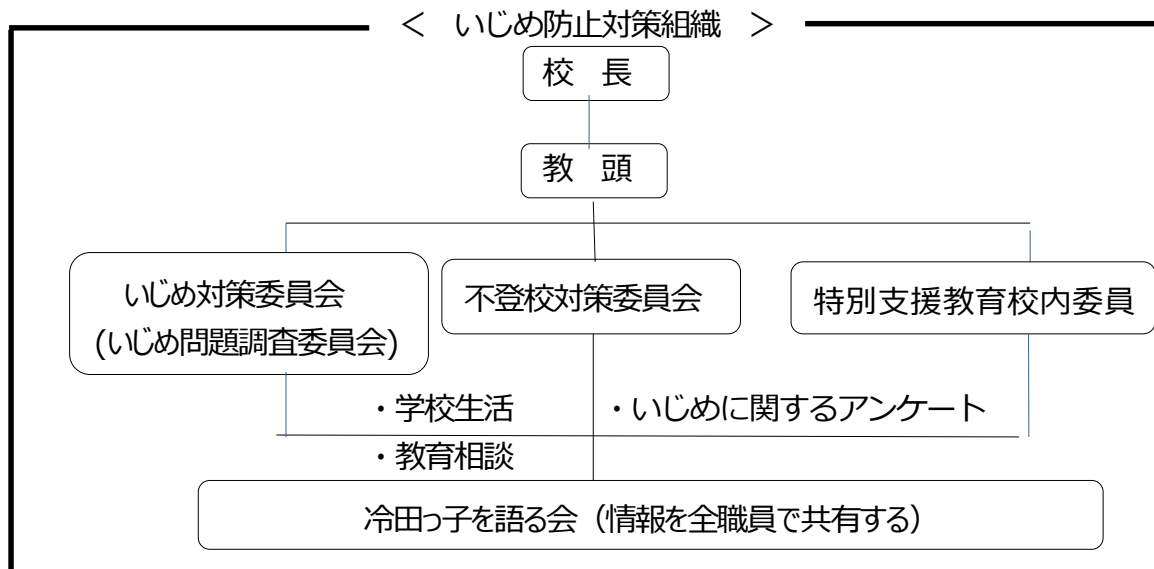 ＜　いじめ防止対策組織　＞
校　長
教　頭
いじめ対策委員会
(いじめ問題調査委員会)
不登校対策委員会
特別支援教育校内委員
・学校生活
・いじめに関するアンケート
・教育相談
冷田っ子を語る会（情報を全職員で共有する）